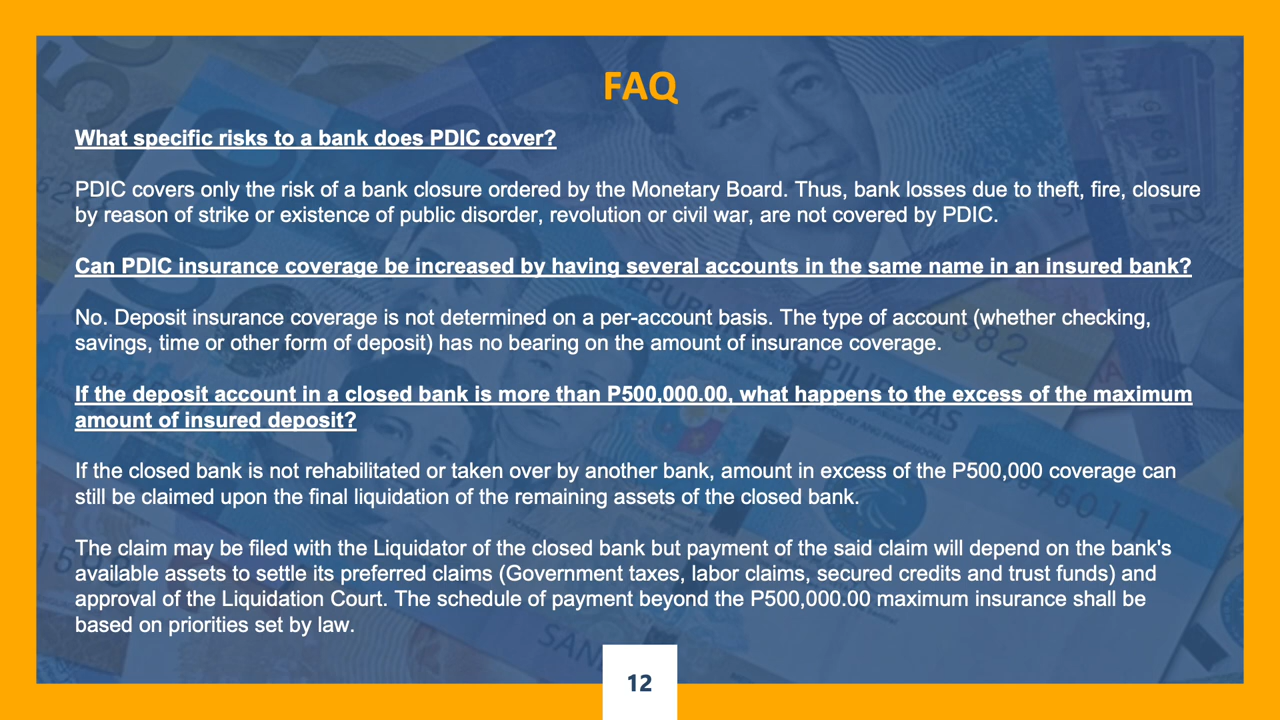 FAQ
What specific risks to a bank does PDIC cover?
PDIC covers only the risk of a bank closure ordered by the Monetary Board. Thus, bank losses due to theft, fire, closure
by reason of strike or existence of public disorder, revolution or civil war, are not covered by PDIC.
Can PDIC insurance coverage be increased by having several accounts in the same name in an insured bank?
No. Deposit insurance coverage is not determined on a per-account basis. The type of account (whether checking,
savings, time or other form of deposit) has no bearing on the amount of insurance coverage.
If the deposit account in a closed bank is more than P500,000.00, what happens to the excess of the maximum
amount of insured deposit?
If the closed bank is not rehabilitated or taken over by another bank, amount in excess of the P500,000 coverage can
still be claimed upon the final liquidation of the remaining assets of the closed bank.
The claim may be filed with the Liquidator of the closed bank but payment of the said claim will depend on the bank's
available assets to settle its preferred claims (Government taxes, labor claims, secured credits and trust funds) and
approval of the Liquidation Court. The schedule of payment beyond the P500,000.00 maximum insurance shall be
based on priorities set by law.
12